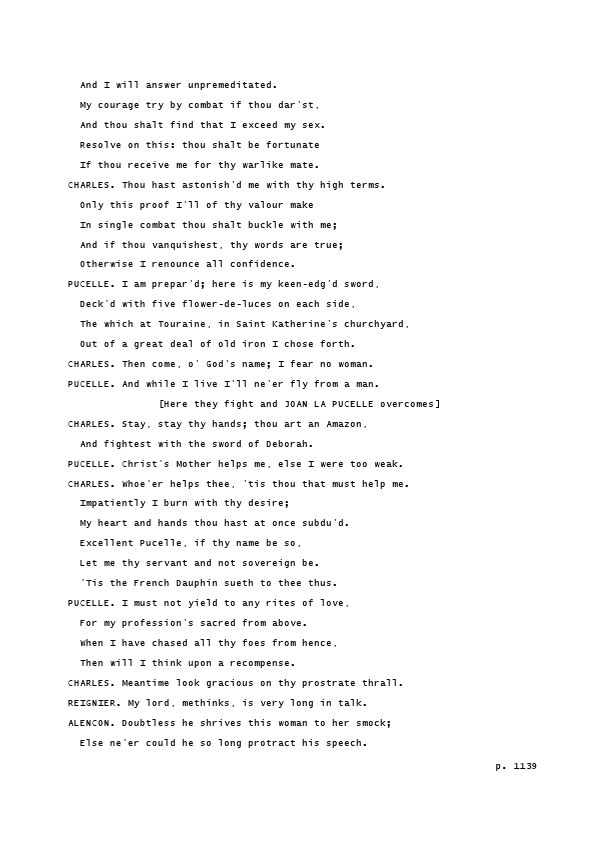 And I will answer unpremeditated.
My courage try by combat if thou dar'st,
And thou shalt find that I exceed my sex.
Resolve on this: thou shalt be fortunate
If thou receive me for thy warlike mate.
CHARLES. Thou hast astonish'd me with thy high terms.
Only this proof I'll of thy valour make
In single combat thou shalt buckle with me;
And if thou vanquishest, thy words are true;
Otherwise I renounce all confidence.
PUCELLE. I am prepar'd; here is my keen-edg'd sword,
Deck'd with five flower-de-luces on each side,
The which at Touraine, in Saint Katherine's churchyard,
Out of a great deal of old iron I chose forth.
CHARLES. Then come, o' God's name; I fear no woman.
PUCELLE. And while I live I'll ne'er fly from a man.
[Here they fight and JOAN LA PUCELLE overcomes]
CHARLES. Stay, stay thy hands; thou art an Amazon,
And fightest with the sword of Deborah.
PUCELLE. Christ's Mother helps me, else I were too weak.
CHARLES. Whoe'er helps thee, 'tis thou that must help me.
Impatiently I burn with thy desire;
My heart and hands thou hast at once subdu'd.
Excellent Pucelle, if thy name be so,
Let me thy servant and not sovereign be.
'Tis the French Dauphin sueth to thee thus.
PUCELLE. I must not yield to any rites of love,
For my profession's sacred from above.
When I have chased all thy foes from hence,
Then will I think upon a recompense.
CHARLES. Meantime look gracious on thy prostrate thrall.
REIGNIER. My lord, methinks, is very long in talk.
ALENCON. Doubtless he shrives this woman to her smock;
Else ne'er could he so long protract his speech.
p. 1139